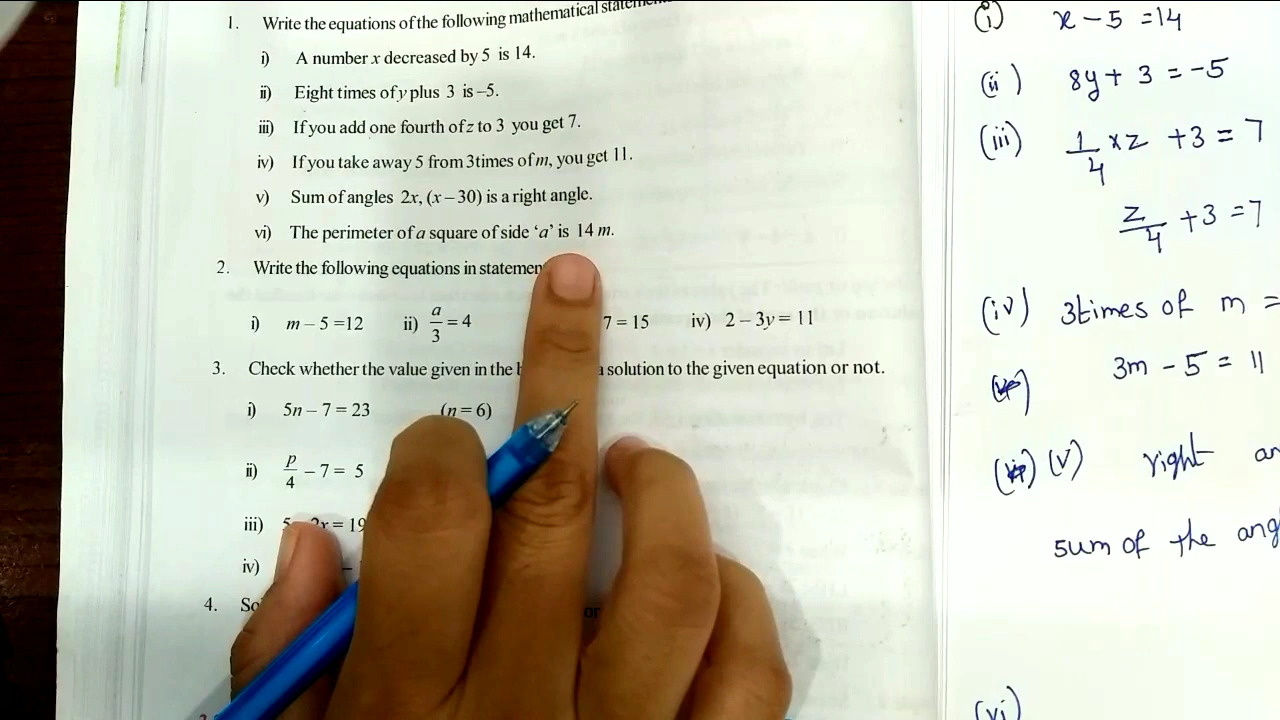 1. Write the equations of the following mathematical
i) A number x decreased by 5 is 14.
ii) Eight times of y plus 3 is –5.
iii) If you add one fourth of z to 3 you get 7.
iv) If you take away 5 from 3times of m, you get 11.
v) Sum of angles 2x, (x – 30) is a right angle.
vi) The perimeter of a square of side ‘a’ is 14 m.
2. Write the following equations in
i) m – 5 =12 ii) a/3 = 4 7 = 15 iv) 2 – 3y = 11
3. Check whether the value given in the solution to the given equation or not.
i) 5n – 7 = 23 (n = 6)
ii) p/4 – 7 = 5
iii) = 19
iv)
4.
(i) x – 5 = 14
(ii) 8y + 3 = -5
(iii) 1/4 xz + 3 = 7
z/4 + 3 = 7
(iv) 3times of m =
3m - 5 = 11
(v) right
sum of the
(vi)